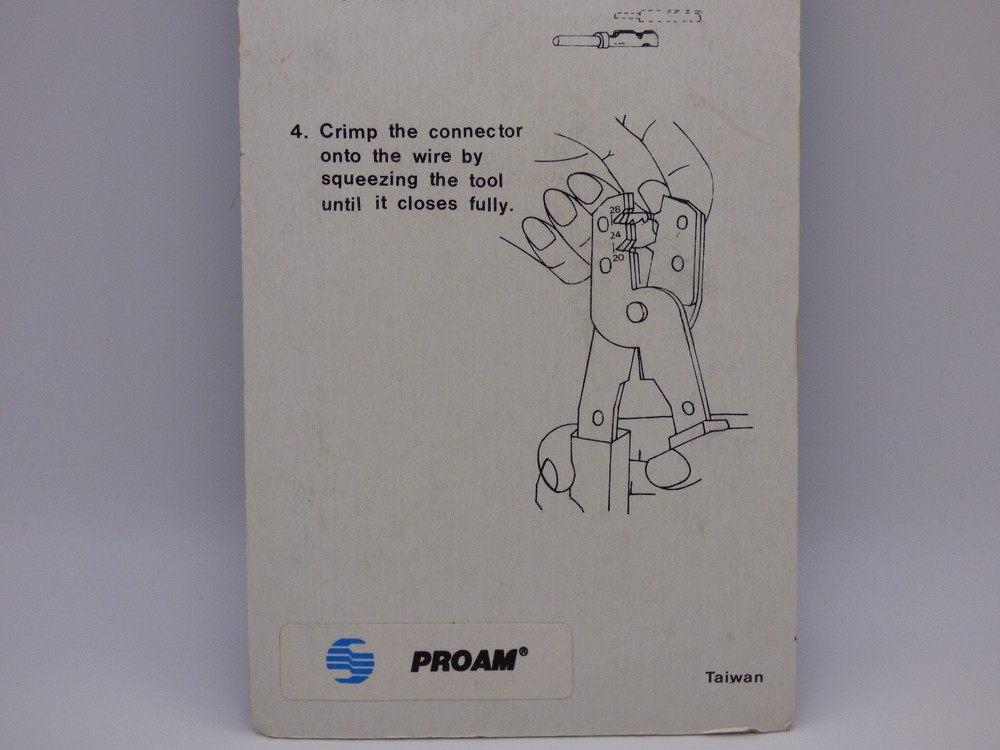 4. Crimp the connector
onto the wire by
squeezing the tool
until it closes fully.
28
24
20
PROAM®
Taiwan